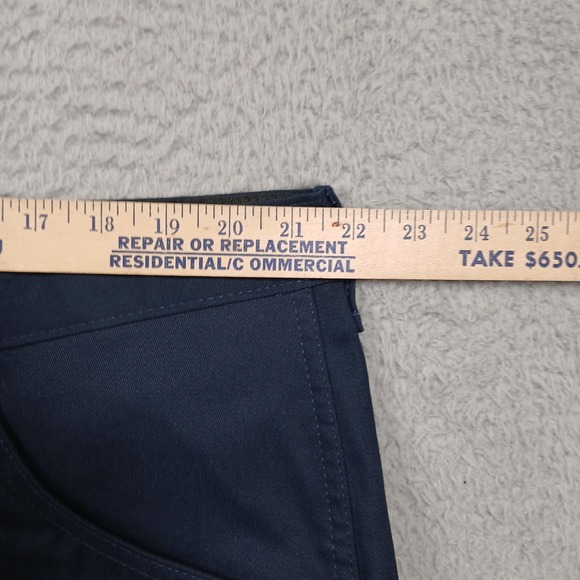 17 18 19 20 21 22 23 24 25
REPAIR OR REPLACEMENT
RESIDENTIAL/C OMMERCIAL
TAKE $650.